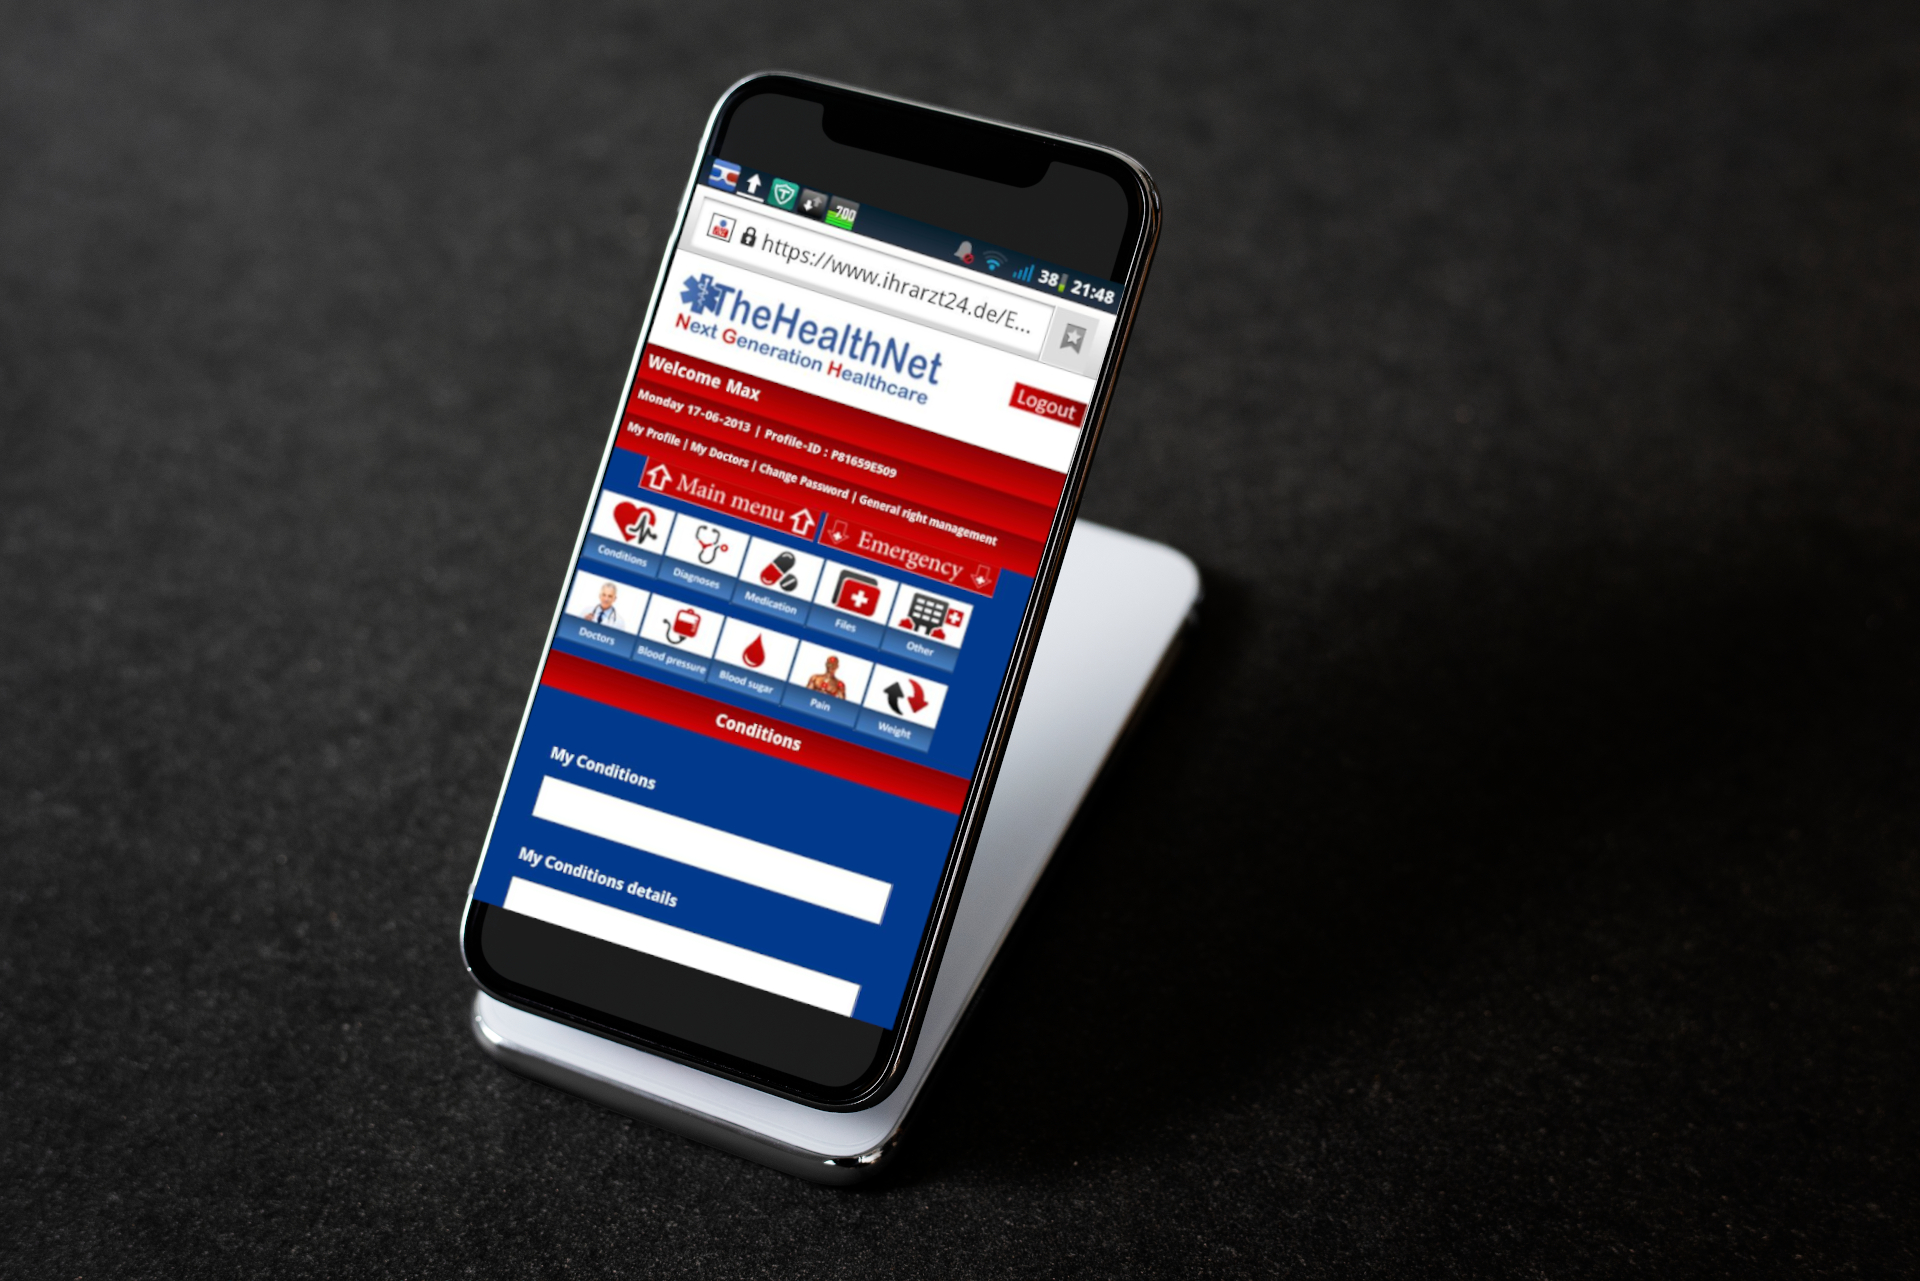 700
38 21:48
https://www.ihrarzt24.de/E...
TheHealthNet
Next Generation Healthcare
Logout
Welcome Max
Monday 17-06-2013 | Profile-ID : P81659E509
My Profile | My Doctors | Change Password | General right management
Main menu
Emergency
Conditions
Diagnoses
Medication
Files
Other
Doctors
Blood pressure
Blood sugar
Pain
Weight
Conditions
My Conditions
My Conditions details